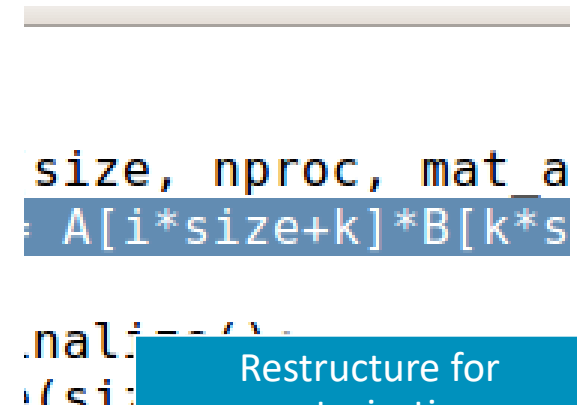 size, nproc, mat_a
= A[i*size+k]*B[k*s
Restructure for